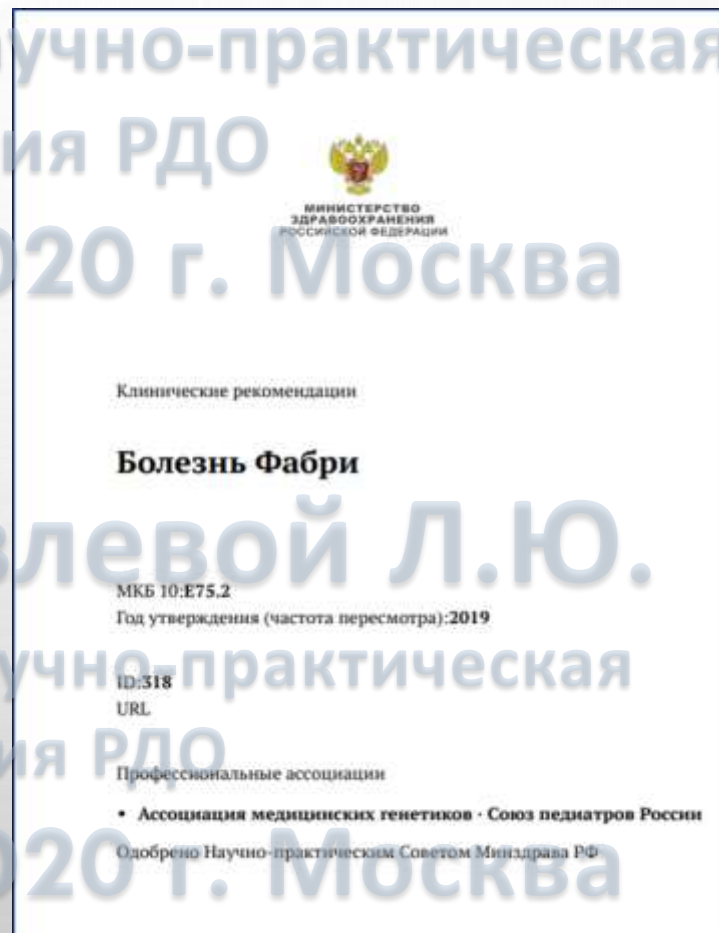 учно-практическая
ия РДО
МИНИСТЕРСТВО
ЗДРАВООХРАНЕНИЯ
РОССИЙСКОЙ ФЕДЕРАЦИИ
020 г. Москва
Клинические рекомендации
Болезнь Фабри
влевой Л.Ю.
МКБ 10:E75.2
Год утверждения (частота пересмотра):2019
учно-практическая
ID:318
URL
ия РДО
Профессиональные ассоциации
• Ассоциация медицинских генетиков · Союз педиатров России
Одобрено Научно-практическим Советом Минздрава РФ
020 г. Москва